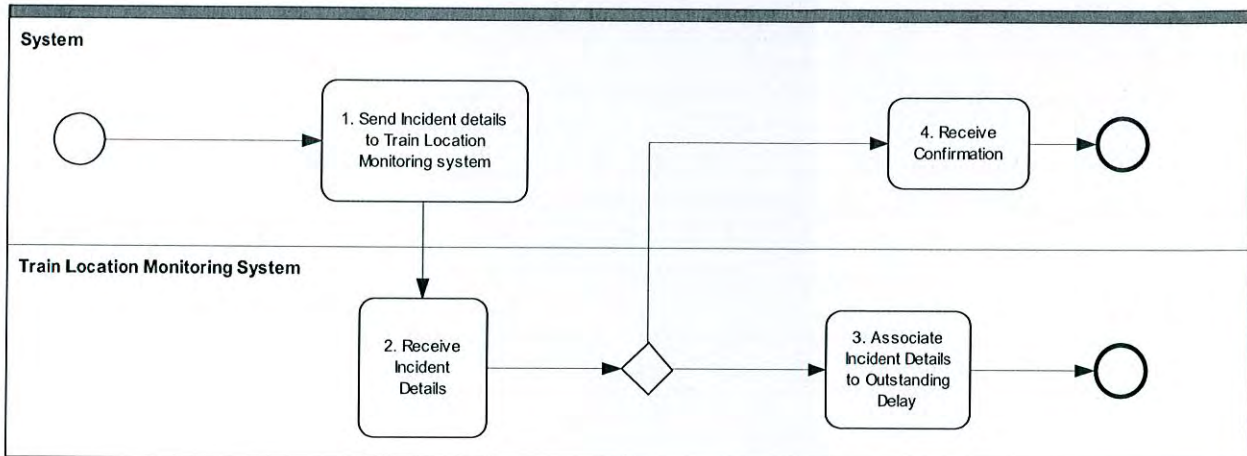 System
1. Send Incident details
to Train Location
Monitoring system
4. Receive
Confirmation
Train Location Monitoring System
2. Receive
Incident
Details
3. Associate
Incident Details
to Outstanding
Delay